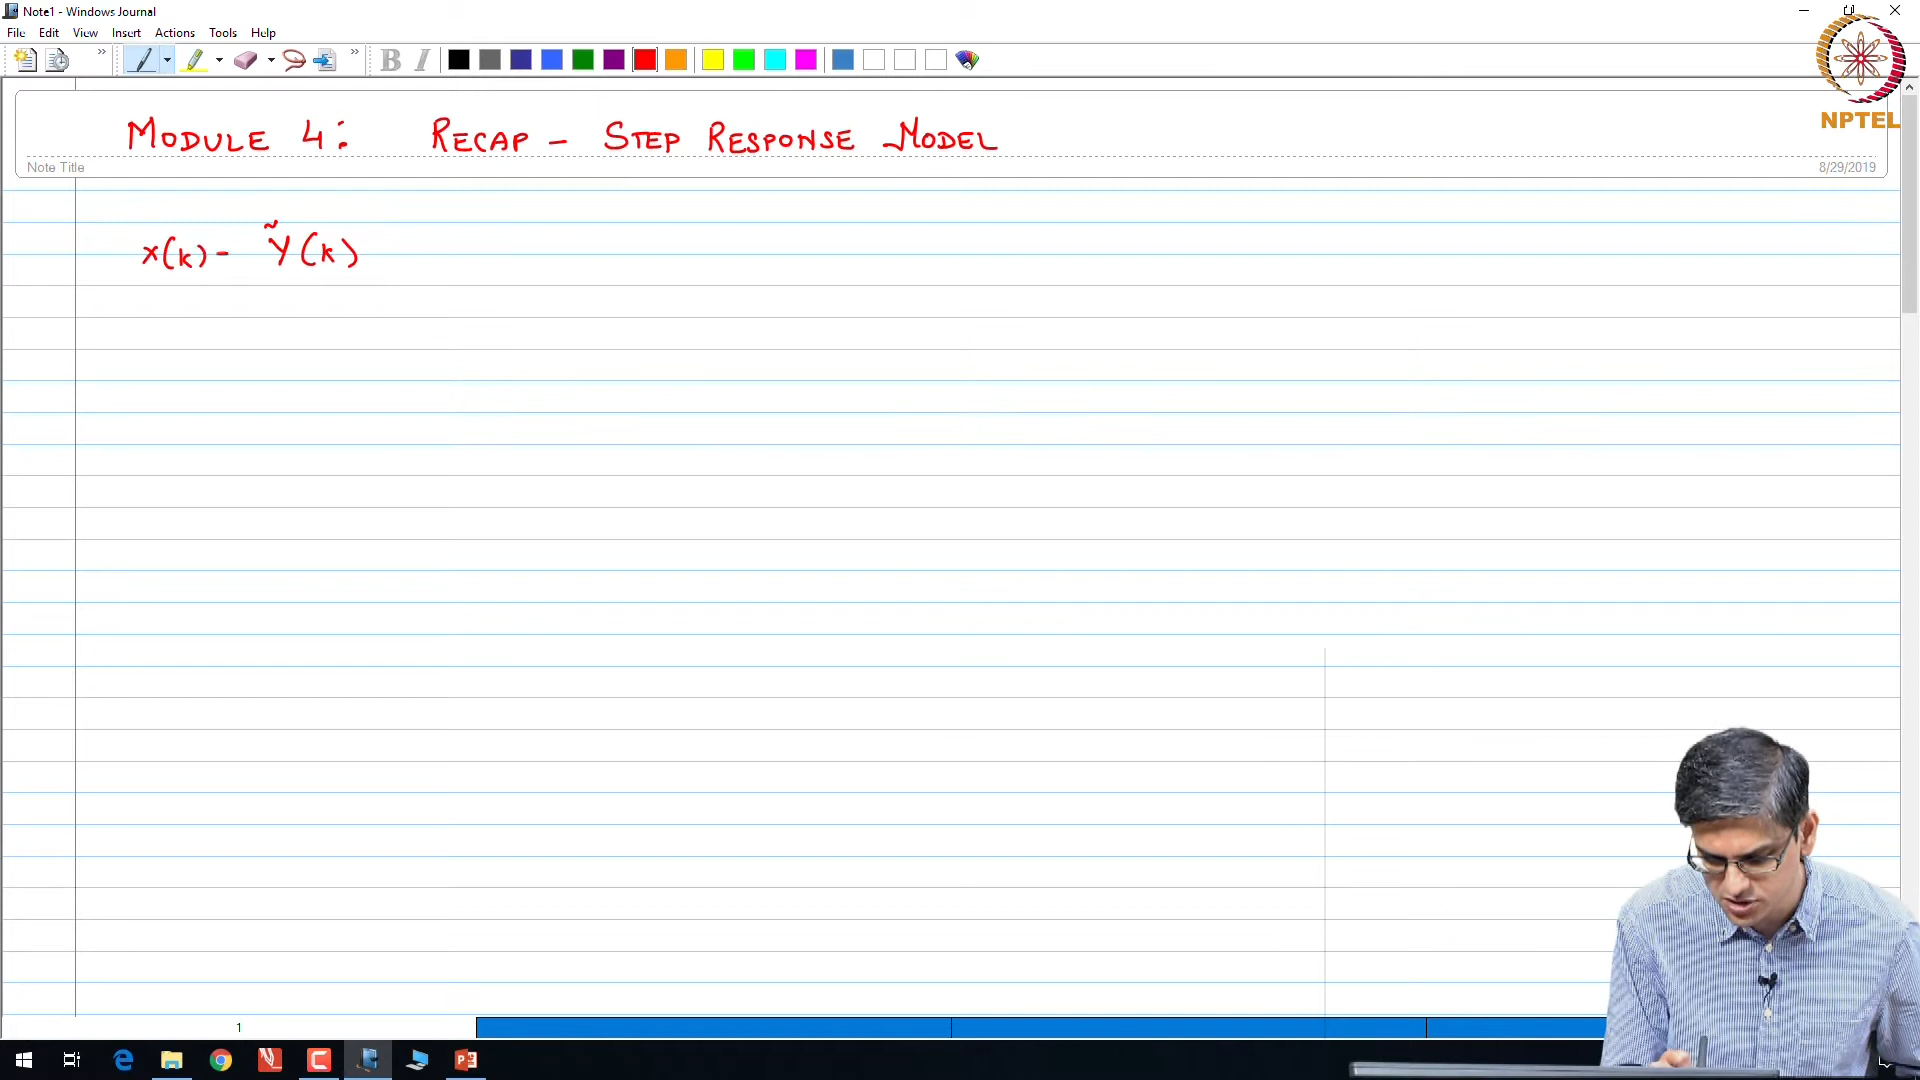 Note1 - Windows Journal
File Edit View Insert Actions Tools Help
B I
NPTEL
MODULE 4: RECAP - STEP RESPONSE MODEL
Note Title 8/29/2019
x(k) - Ỹ(k)
1